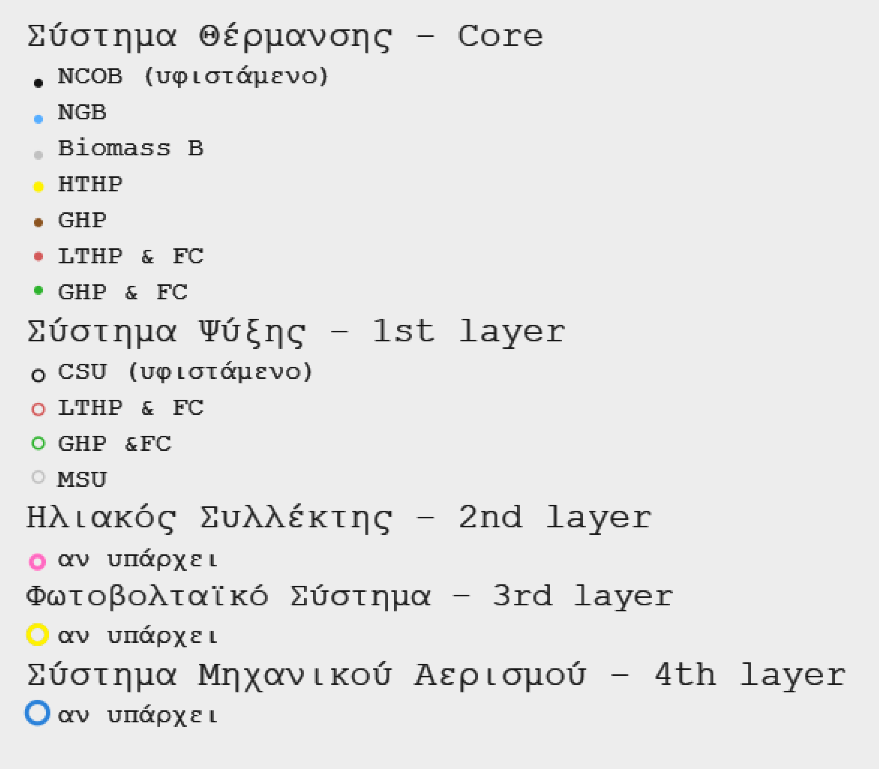 Σύστημα Θέρμανσης – Core
NCOB (υφιστάμενο)
NGB
Biomass B
HTHP
GHP
LTHP & FC
GHP & FC
Σύστημα Ψύξης – 1st layer
CSU (υφιστάμενο)
LTHP & FC
GHP &FC
MSU
Ηλιακός Συλλέκτης – 2nd layer
αν υπάρχει
Φωτοβολταϊκό Σύστημα – 3rd layer
αν υπάρχει
Σύστημα Μηχανικού Αερισμού – 4th layer
αν υπάρχει